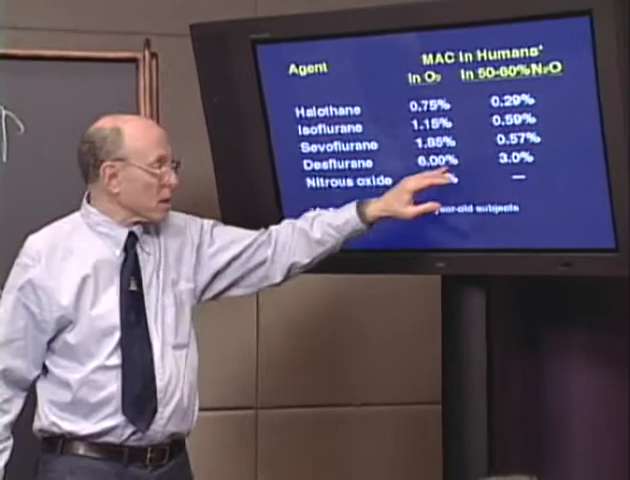 Agent MAC in Humans*
In O₂ In 50-60% N₂O
Halothane 0.75% 0.29%
Isoflurane 1.15% 0.59%
Sevoflurane 1.85% 0.57%
Desflurane 6.00% 3.0%
Nitrous oxide % —
year-old subjects